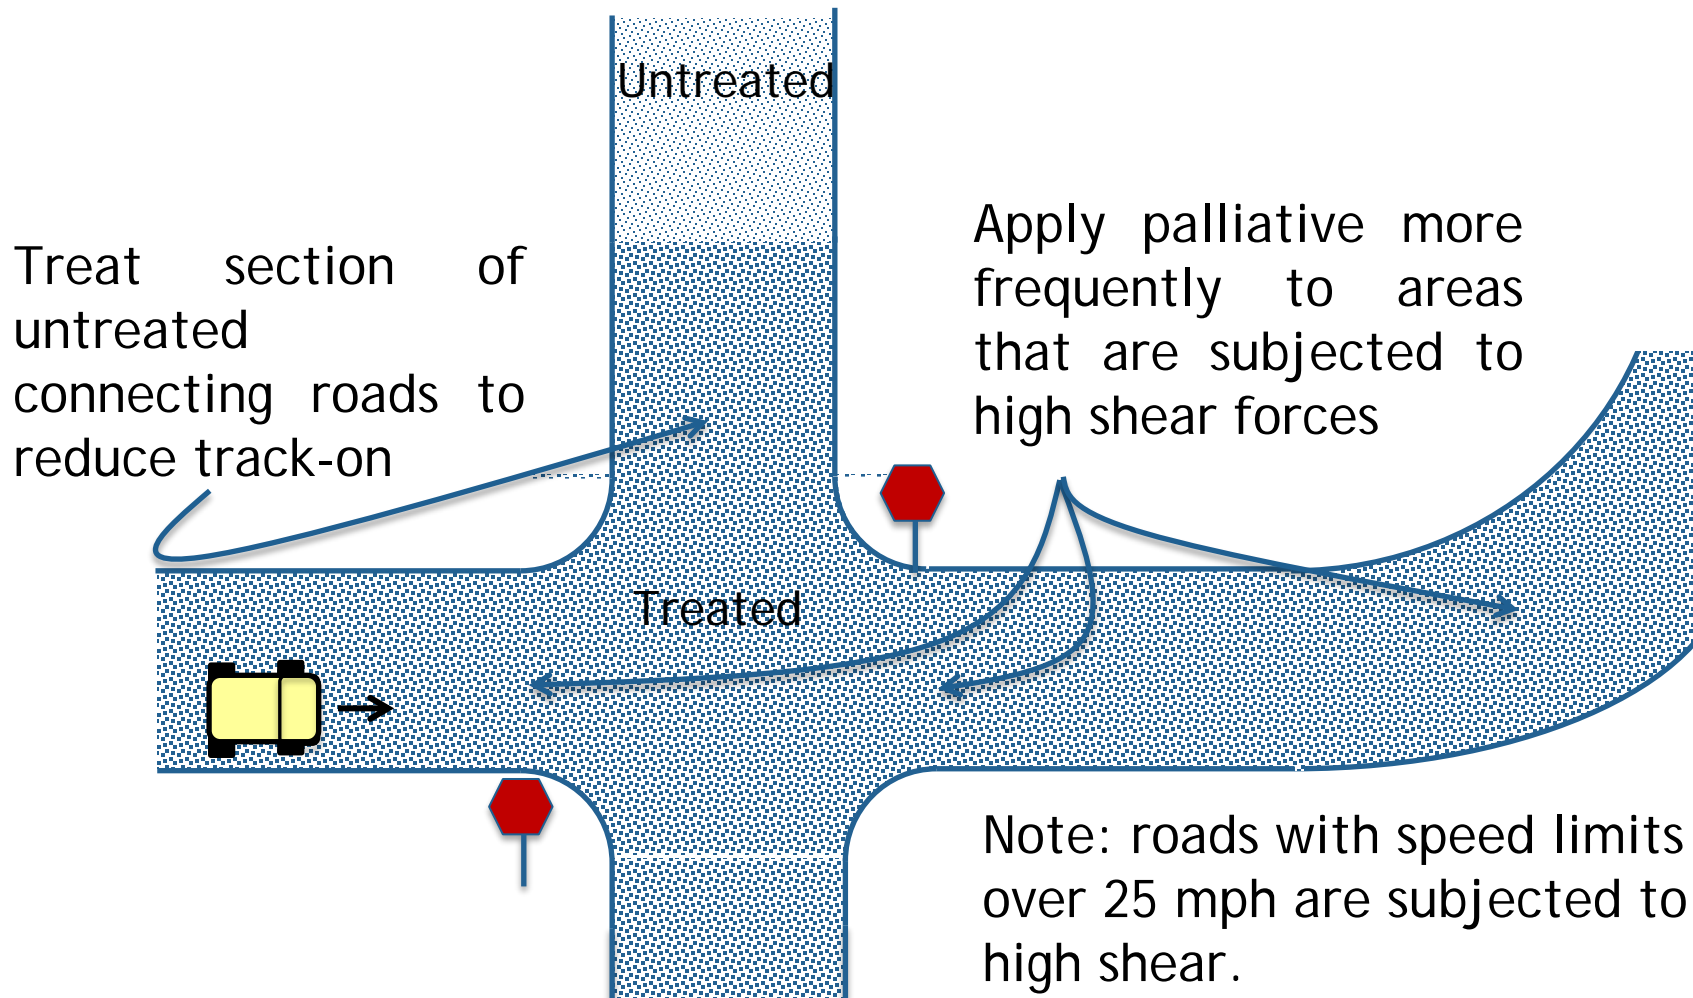 Untreated
Treat section of
untreated
connecting roads to
reduce track-on
Apply palliative more
frequently to areas
that are subjected to
high shear forces
Treated
Note: roads with speed limits
over 25 mph are subjected to
high shear.